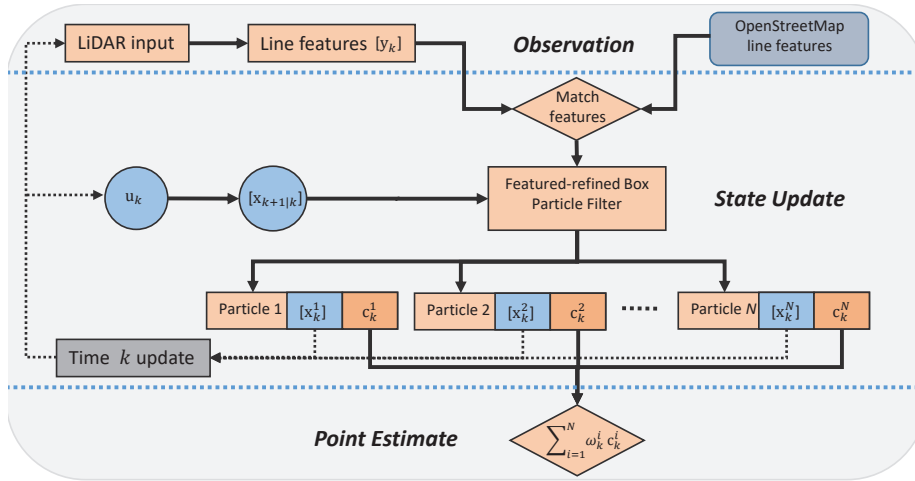 LiDAR input
Line features [y_k]
Observation
OpenStreetMap
line features
Match
features
u_k
[x_{k+1|k}]
Featured-refined Box
Particle Filter
State Update
Particle 1 [x_k^1] c_k^1
Particle 2 [x_k^2] c_k^2
Particle N [x_k^N] c_k^N
Time k update
Point Estimate
∑_{i=1}^N ω_k^i c_k^i